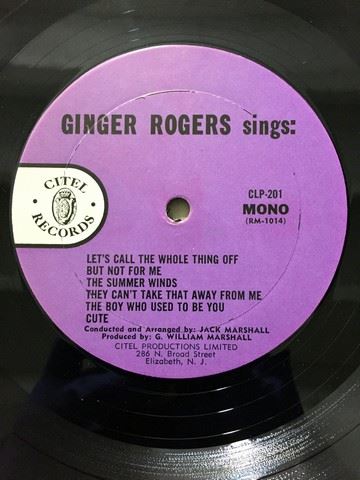 GINGER ROGERS sings:
CITEL
RECORDS
CLP-201
MONO
(RM-1014)
LET'S CALL THE WHOLE THING OFF
BUT NOT FOR ME
THE SUMMER WINDS
THEY CAN'T TAKE THAT AWAY FROM ME
THE BOY WHO USED TO BE YOU
CUTE
Conducted and Arranged by: JACK MARSHALL
Produced by: G. WILLIAM MARSHALL
CITEL PRODUCTIONS LIMITED
286 N. Broad Street
Elizabeth, N. J.